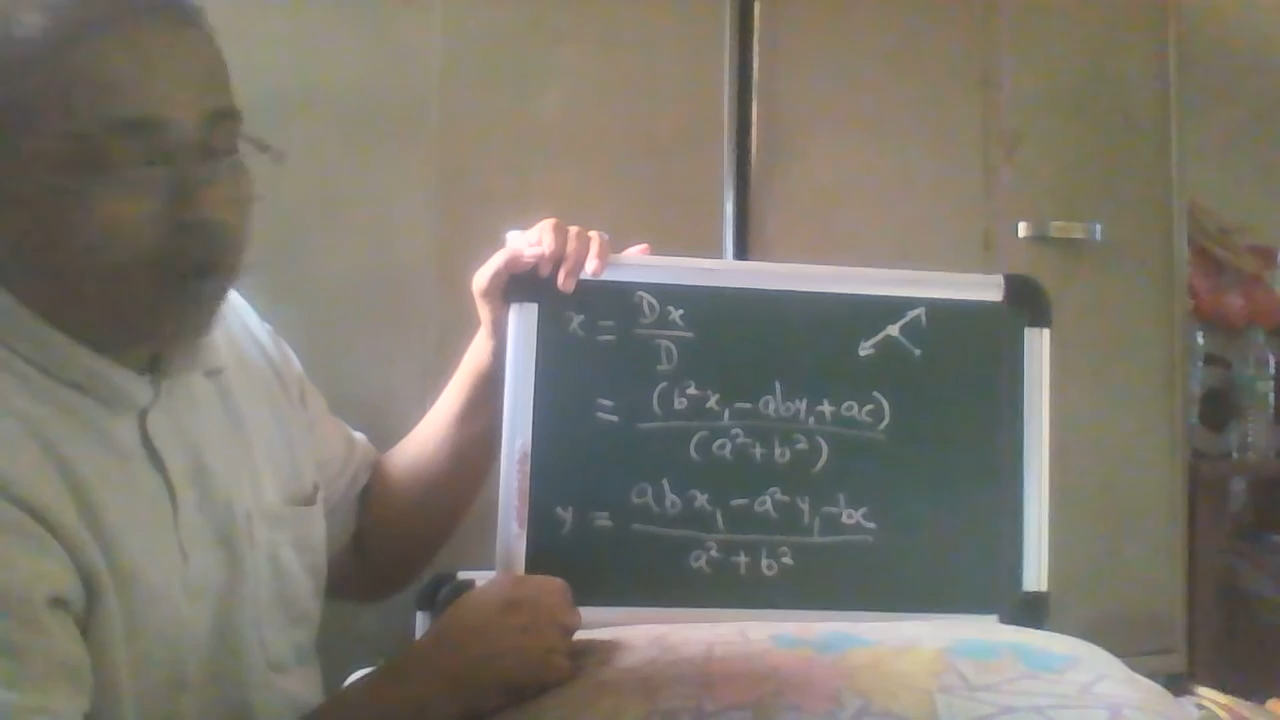 x = Dx / D
= (b²x₁ - aby₁ + ac) / (a² + b²)
y = abx₁ - a²y₁ - bc / a² + b²